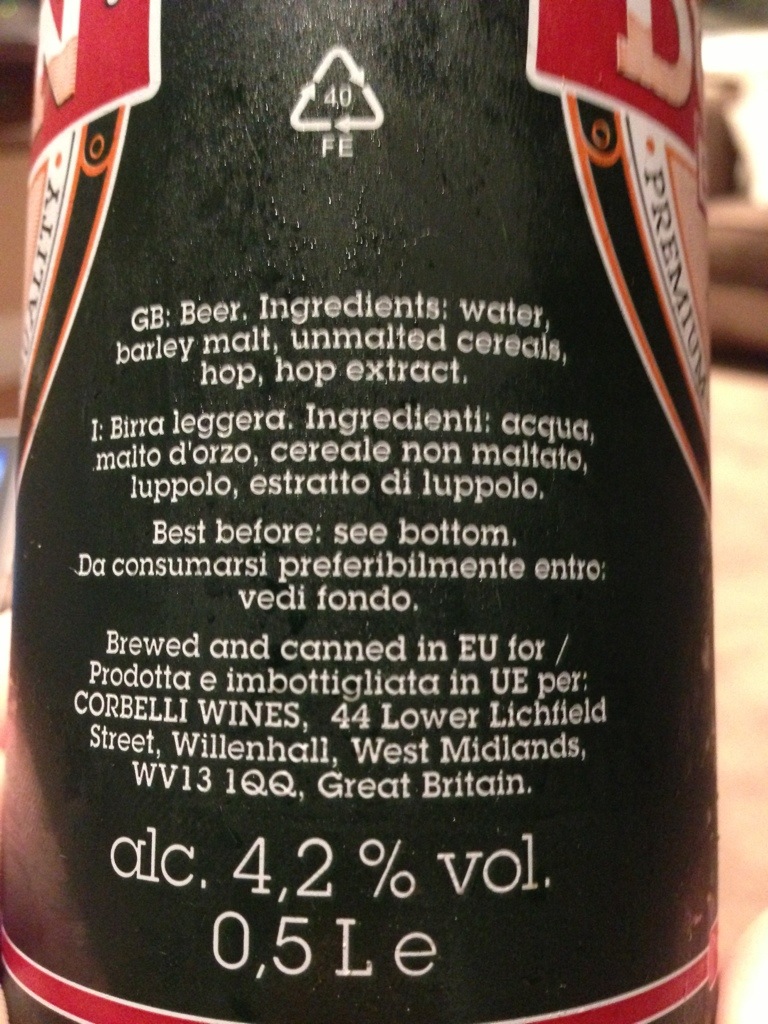 40
FE
PREMIUM
GB: Beer. Ingredients: water,
barley malt, unmalted cereals,
hop, hop extract.
I: Birra leggera. Ingredienti: acqua,
malto d'orzo, cereale non maltato,
luppolo, estratto di luppolo.
Best before: see bottom.
Da consumarsi preferibilmente entro:
vedi fondo.
Brewed and canned in EU for /
Prodotta e imbottigliata in UE per:
CORBELLI WINES, 44 Lower Lichfield
Street, Willenhall, West Midlands,
WV13 1QQ, Great Britain.
alc. 4,2 % vol.
0,5 L e